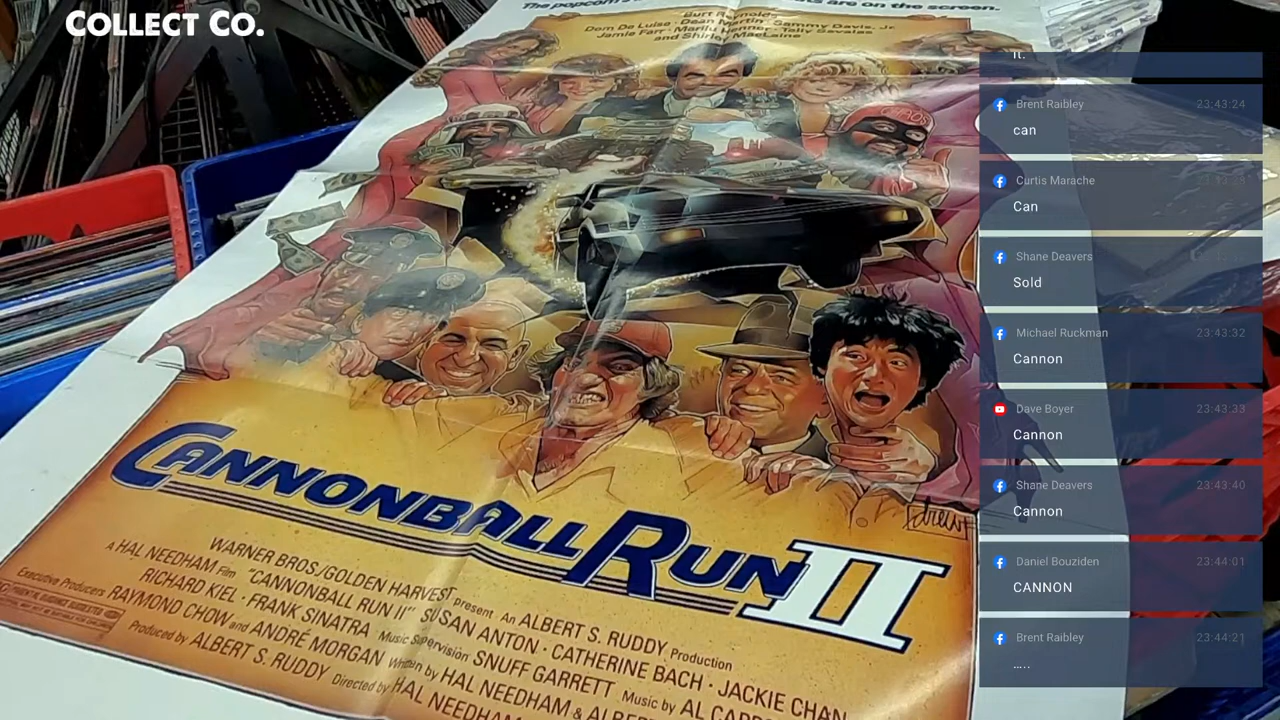 COLLECT CO.
The popcorn's
are on the screen.
Burt Reynolds
Dom De Luise · Dean Martin · Sammy Davis, Jr.
Jamie Farr · Marilu Henner · Telly Savalas
and Shirley MacLaine
CANNONBALL RUN II
drew
WARNER BROS/GOLDEN HARVEST present An ALBERT S. RUDDY Production
A HAL NEEDHAM Film "CANNONBALL RUN II" SUSAN ANTON · CATHERINE BACH · JACKIE CHAN
RICHARD KIEL · FRANK SINATRA Music Supervision SNUFF GARRETT Music by AL CAPP
Executive Producers RAYMOND CHOW and ANDRÉ MORGAN Written by HAL NEEDHAM & ALBER
Produced by ALBERT S. RUDDY Directed by HAL NEEDHAM
it.
Brent Raibley 23:43:24
can
Curtis Marache
Can
Shane Deavers
Sold
Michael Ruckman 23:43:32
Cannon
Dave Boyer 23:43:33
Cannon
Shane Deavers 23:43:40
Cannon
Daniel Bouziden 23:44:01
CANNON
Brent Raibley 23:44:21
.....